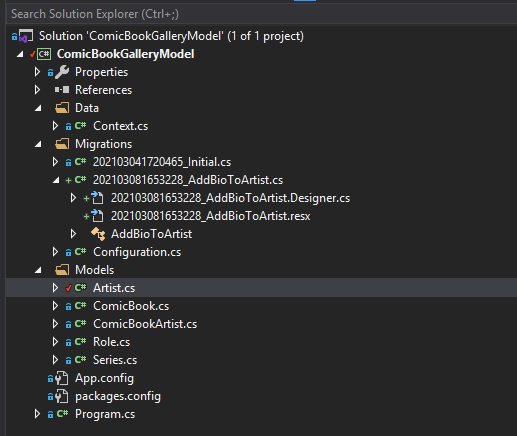 Search Solution Explorer (Ctrl+;)
Solution 'ComicBookGalleryModel' (1 of 1 project)
C# ComicBookGalleryModel
Properties
References
Data
C# Context.cs
Migrations
C# 202103041720465_Initial.cs
C# 202103081653228_AddBioToArtist.cs
202103081653228_AddBioToArtist.Designer.cs
202103081653228_AddBioToArtist.resx
AddBioToArtist
C# Configuration.cs
Models
C# Artist.cs
C# ComicBook.cs
C# ComicBookArtist.cs
C# Role.cs
C# Series.cs
App.config
packages.config
C# Program.cs